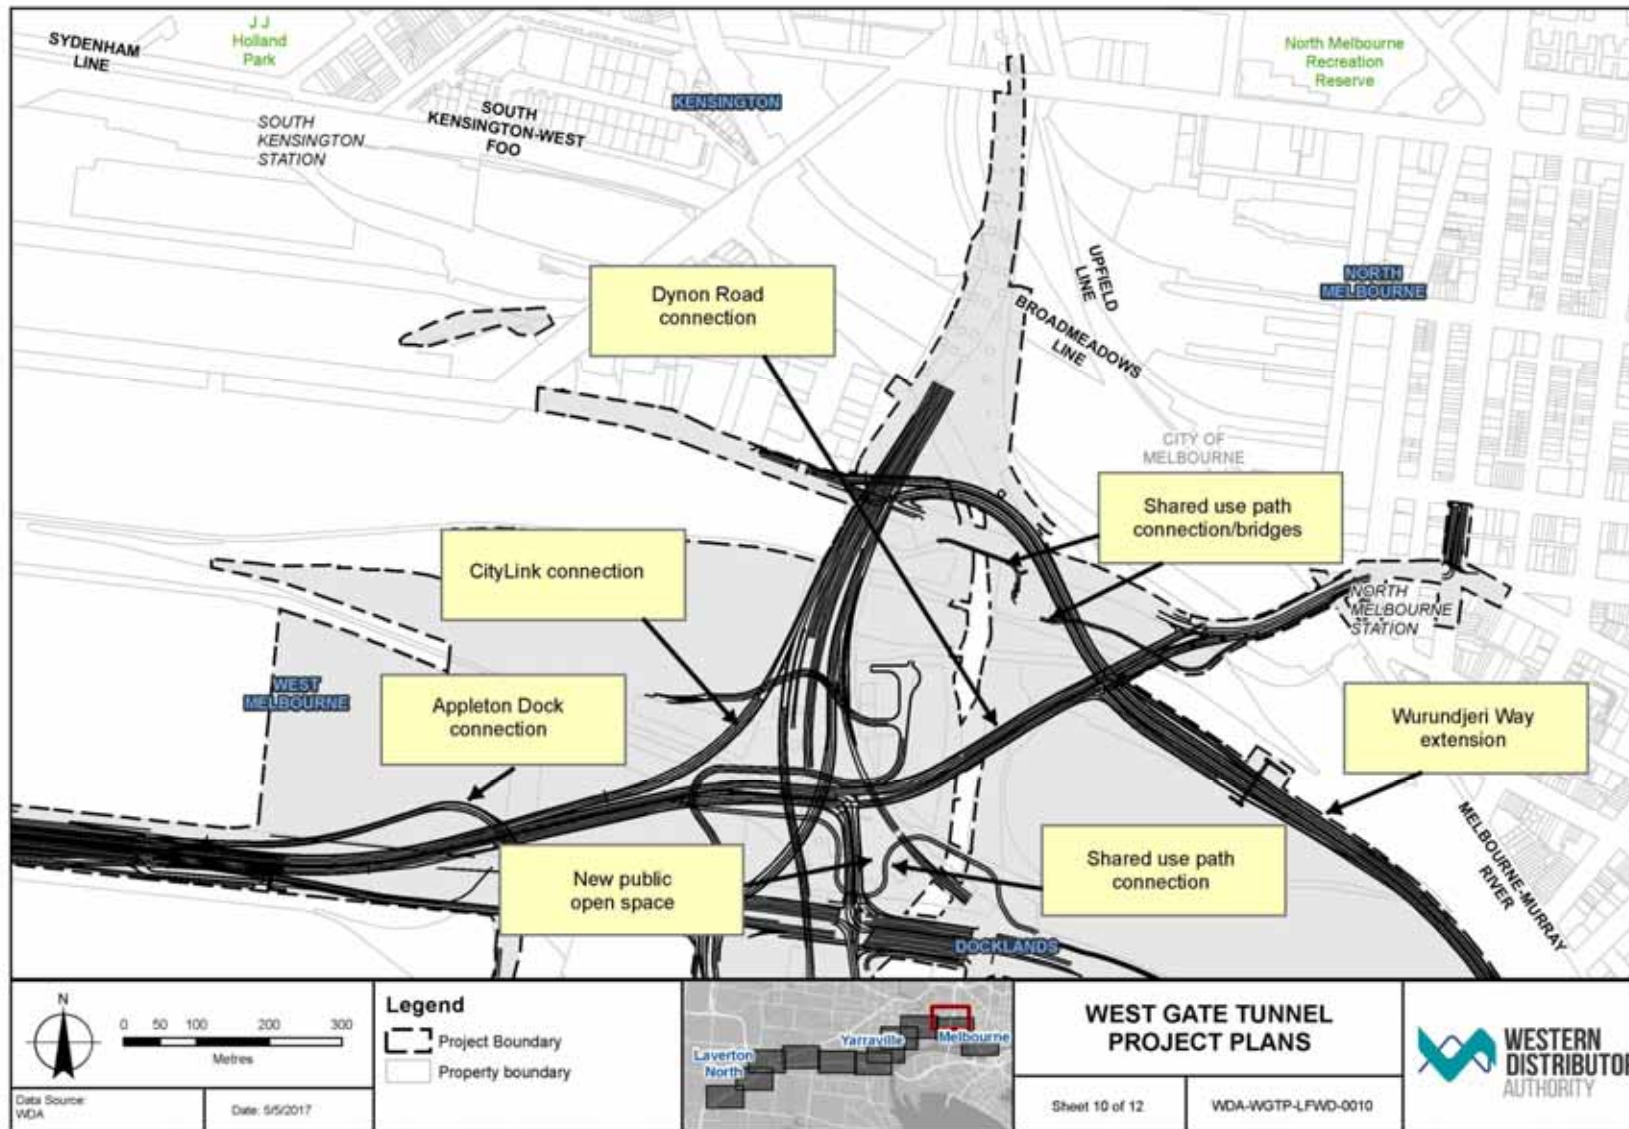 SYDENHAM
LINE
J J
Holland
Park
SOUTH
KENSINGTON
STATION
SOUTH
KENSINGTON-WEST
FOO
KENSINGTON
North Melbourne
Recreation
Reserve
UPFIELD
LINE
NORTH
MELBOURNE
BROADMEADOWS
LINE
Dynon Road
connection
CITY OF
MELBOURNE
Shared use path
connection/bridges
CityLink connection
NORTH
MELBOURNE
STATION
WEST
MELBOURNE
Appleton Dock
connection
Wurundjeri Way
extension
New public
open space
Shared use path
connection
MELBOURNE-MURRAY
RIVER
DOCKLANDS
N
0 50 100 200 300
Metres
Data Source:
WDA
Date: 5/5/2017
Legend
Project Boundary
Property boundary
Laverton
North
Yarraville
Melbourne
WEST GATE TUNNEL
PROJECT PLANS
Sheet 10 of 12
WDA-WGTP-LFWD-0010
WESTERN
DISTRIBUTOR
AUTHORITY